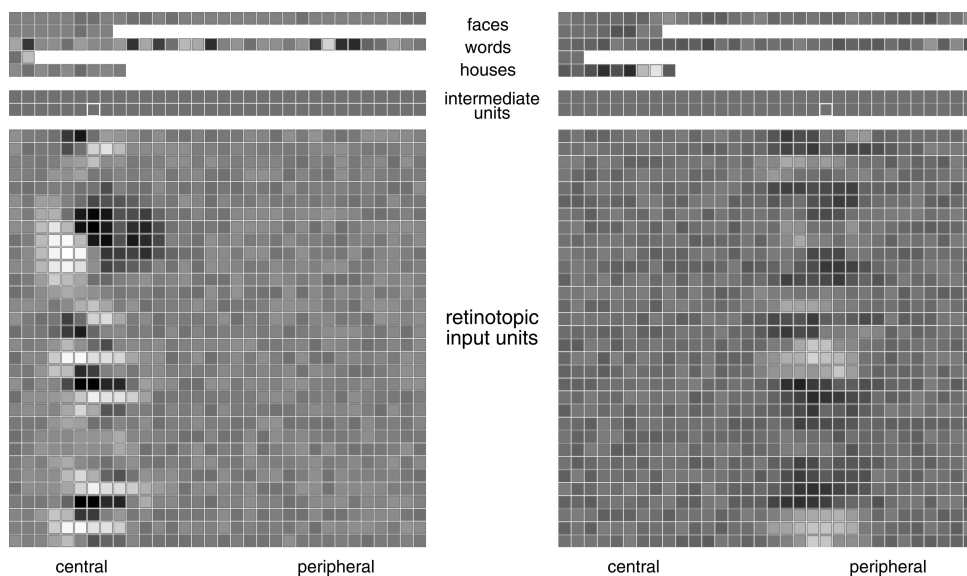 faces
words
houses
intermediate
units
retinotopic
input units
central peripheral central peripheral